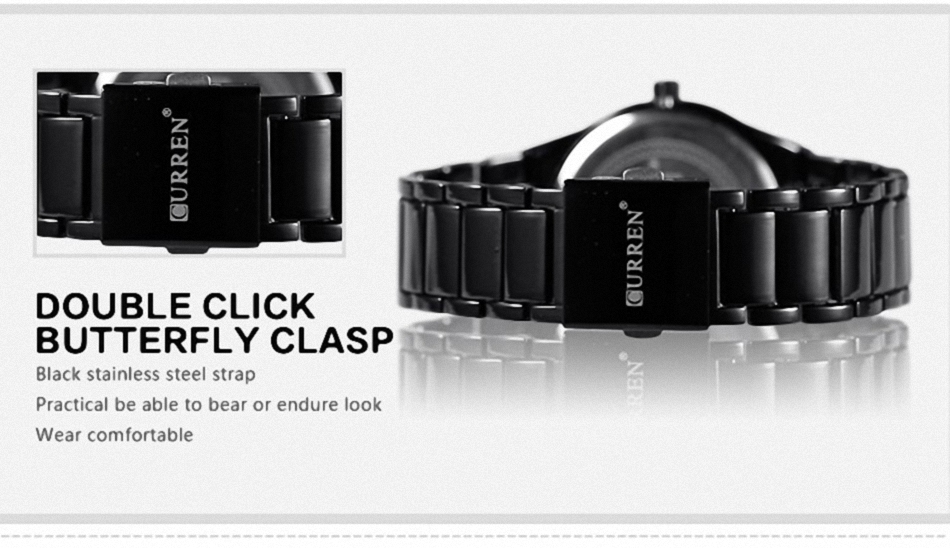 CURREN®
CURREN®
DOUBLE CLICK
BUTTERFLY CLASP
Black stainless steel strap
Practical be able to bear or endure look
Wear comfortable
RREN®